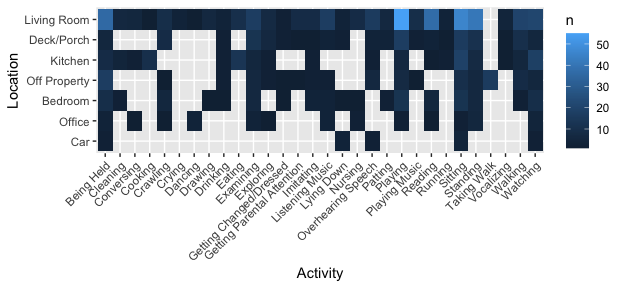 Location
Living Room
Deck/Porch
Kitchen
Off Property
Bedroom
Office
Car
Being Held
Cleaning
Conversing
Cooking
Crawling
Crying
Dancing
Drawing
Drinking
Eating
Examining
Exploring
Getting Changed/Dressed
Getting Parental Attention
Imitating
Listening Music
Lying Down
Nursing
Overhearing Speech
Patting
Playing
Playing Music
Reading
Running
Sitting
Standing
Taking Walk
Vocalizing
Walking
Watching
Activity
n
50
40
30
20
10